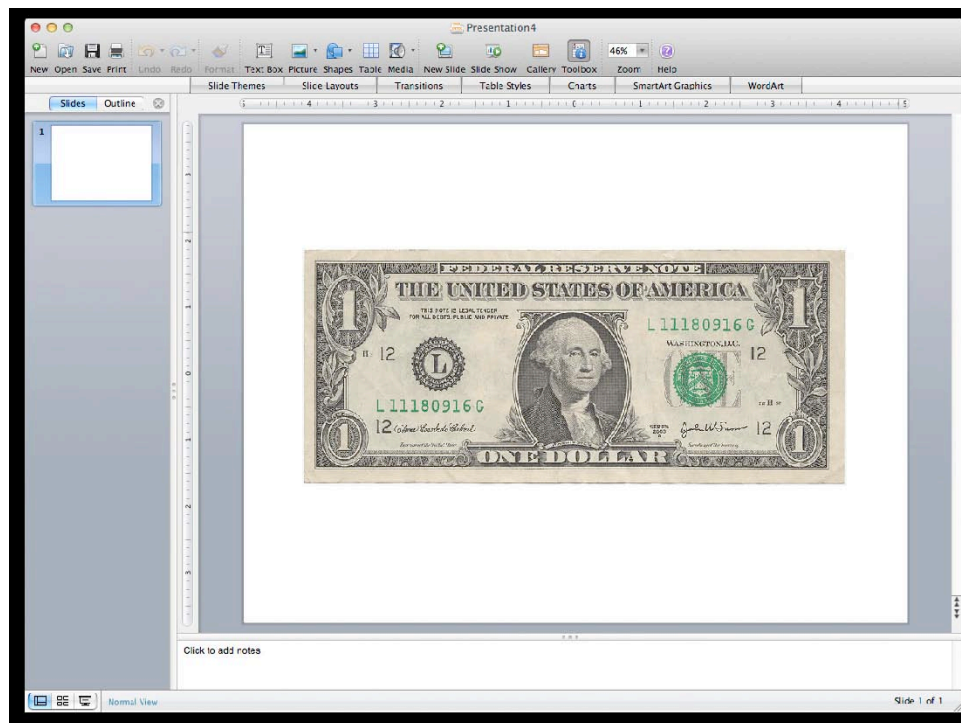 Presentation4
New Open Save Print Undo Redo Format Text Box Picture Shapes Table Media New Slide Slide Show Gallery Toolbox Zoom Help
46%
Slide Themes Slide Layouts Transitions Table Styles Charts SmartArt Graphics WordArt
Slides Outline
1
FEDERAL RESERVE NOTE
THE UNITED STATES OF AMERICA
THIS NOTE IS LEGAL TENDER
FOR ALL DEBTS, PUBLIC AND PRIVATE
L 11180916 G
WASHINGTON, D.C.
12 L 12
L 11180916 G
12 SERIES 2003 12
1 1 1 1
ONE DOLLAR
Click to add notes
Normal View
Slide 1 of 1